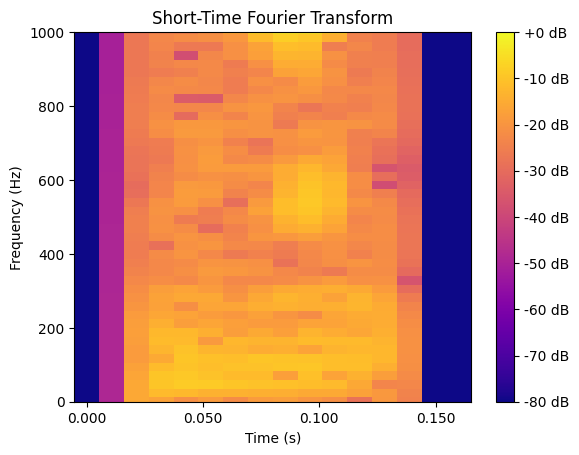 Short-Time Fourier Transform
1000
800
600
400
200
0
Frequency (Hz)
0.000
0.050
0.100
0.150
Time (s)
+0 dB
-10 dB
-20 dB
-30 dB
-40 dB
-50 dB
-60 dB
-70 dB
-80 dB